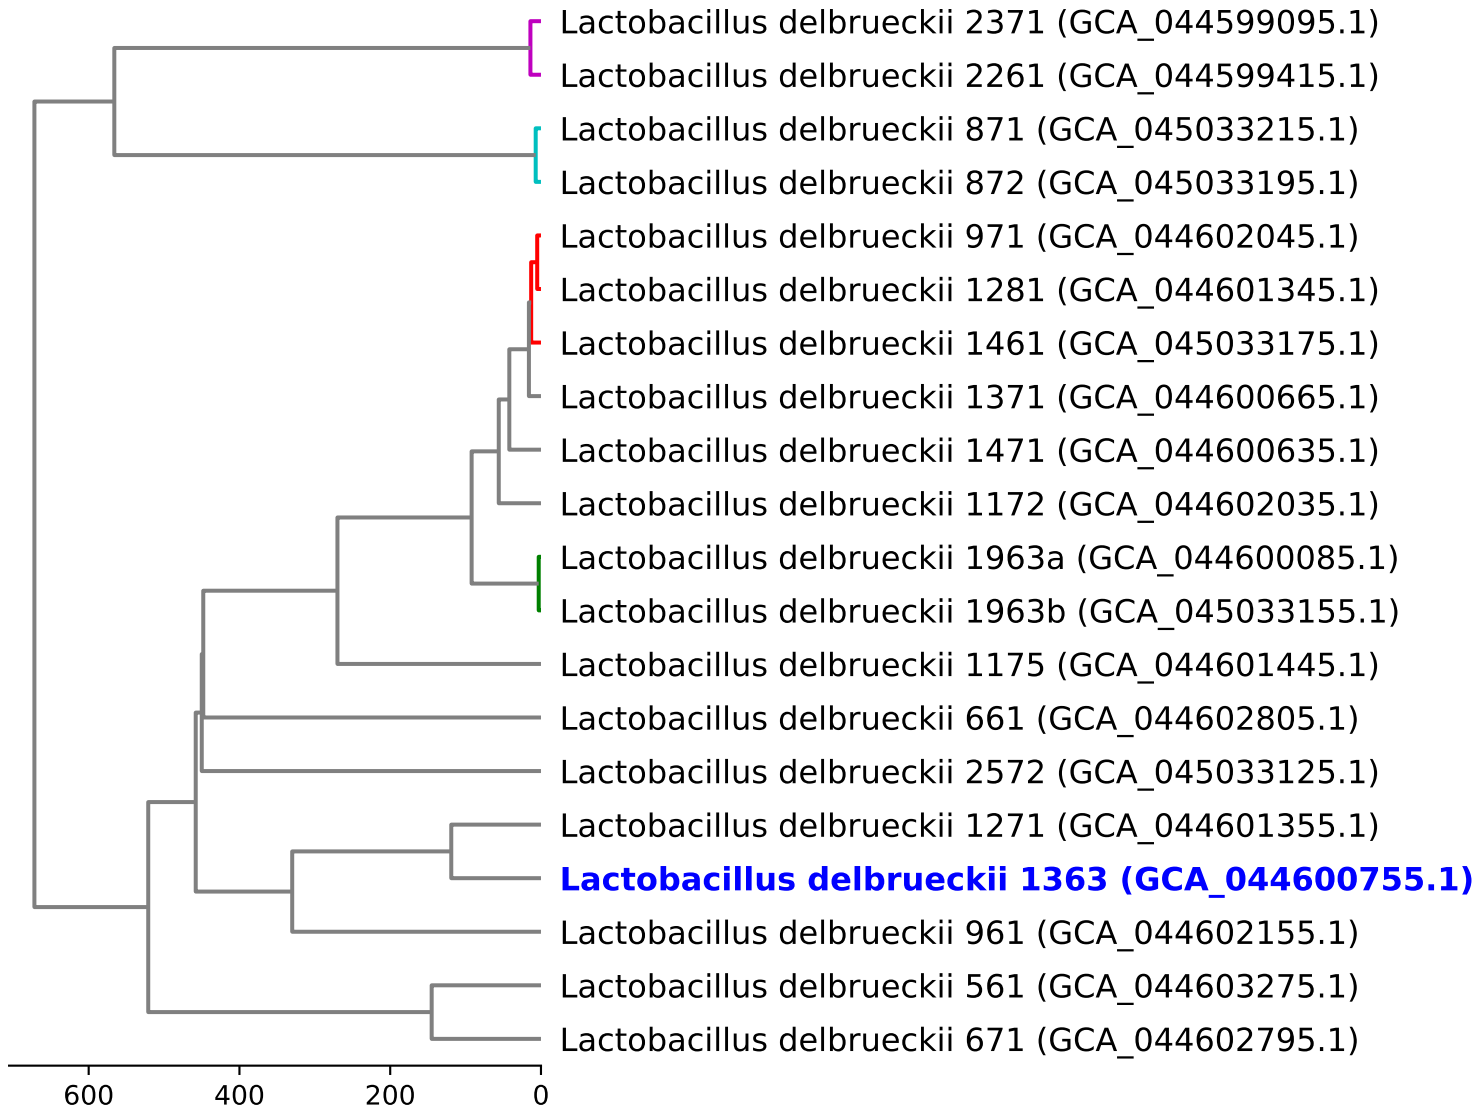 Lactobacillus delbrueckii 2371 (GCA_044599095.1)
Lactobacillus delbrueckii 2261 (GCA_044599415.1)
Lactobacillus delbrueckii 871 (GCA_045033215.1)
Lactobacillus delbrueckii 872 (GCA_045033195.1)
Lactobacillus delbrueckii 971 (GCA_044602045.1)
Lactobacillus delbrueckii 1281 (GCA_044601345.1)
Lactobacillus delbrueckii 1461 (GCA_045033175.1)
Lactobacillus delbrueckii 1371 (GCA_044600665.1)
Lactobacillus delbrueckii 1471 (GCA_044600635.1)
Lactobacillus delbrueckii 1172 (GCA_044602035.1)
Lactobacillus delbrueckii 1963a (GCA_044600085.1)
Lactobacillus delbrueckii 1963b (GCA_045033155.1)
Lactobacillus delbrueckii 1175 (GCA_044601445.1)
Lactobacillus delbrueckii 661 (GCA_044602805.1)
Lactobacillus delbrueckii 2572 (GCA_045033125.1)
Lactobacillus delbrueckii 1271 (GCA_044601355.1)
Lactobacillus delbrueckii 1363 (GCA_044600755.1)
Lactobacillus delbrueckii 961 (GCA_044602155.1)
Lactobacillus delbrueckii 561 (GCA_044603275.1)
Lactobacillus delbrueckii 671 (GCA_044602795.1)
600 400 200 0